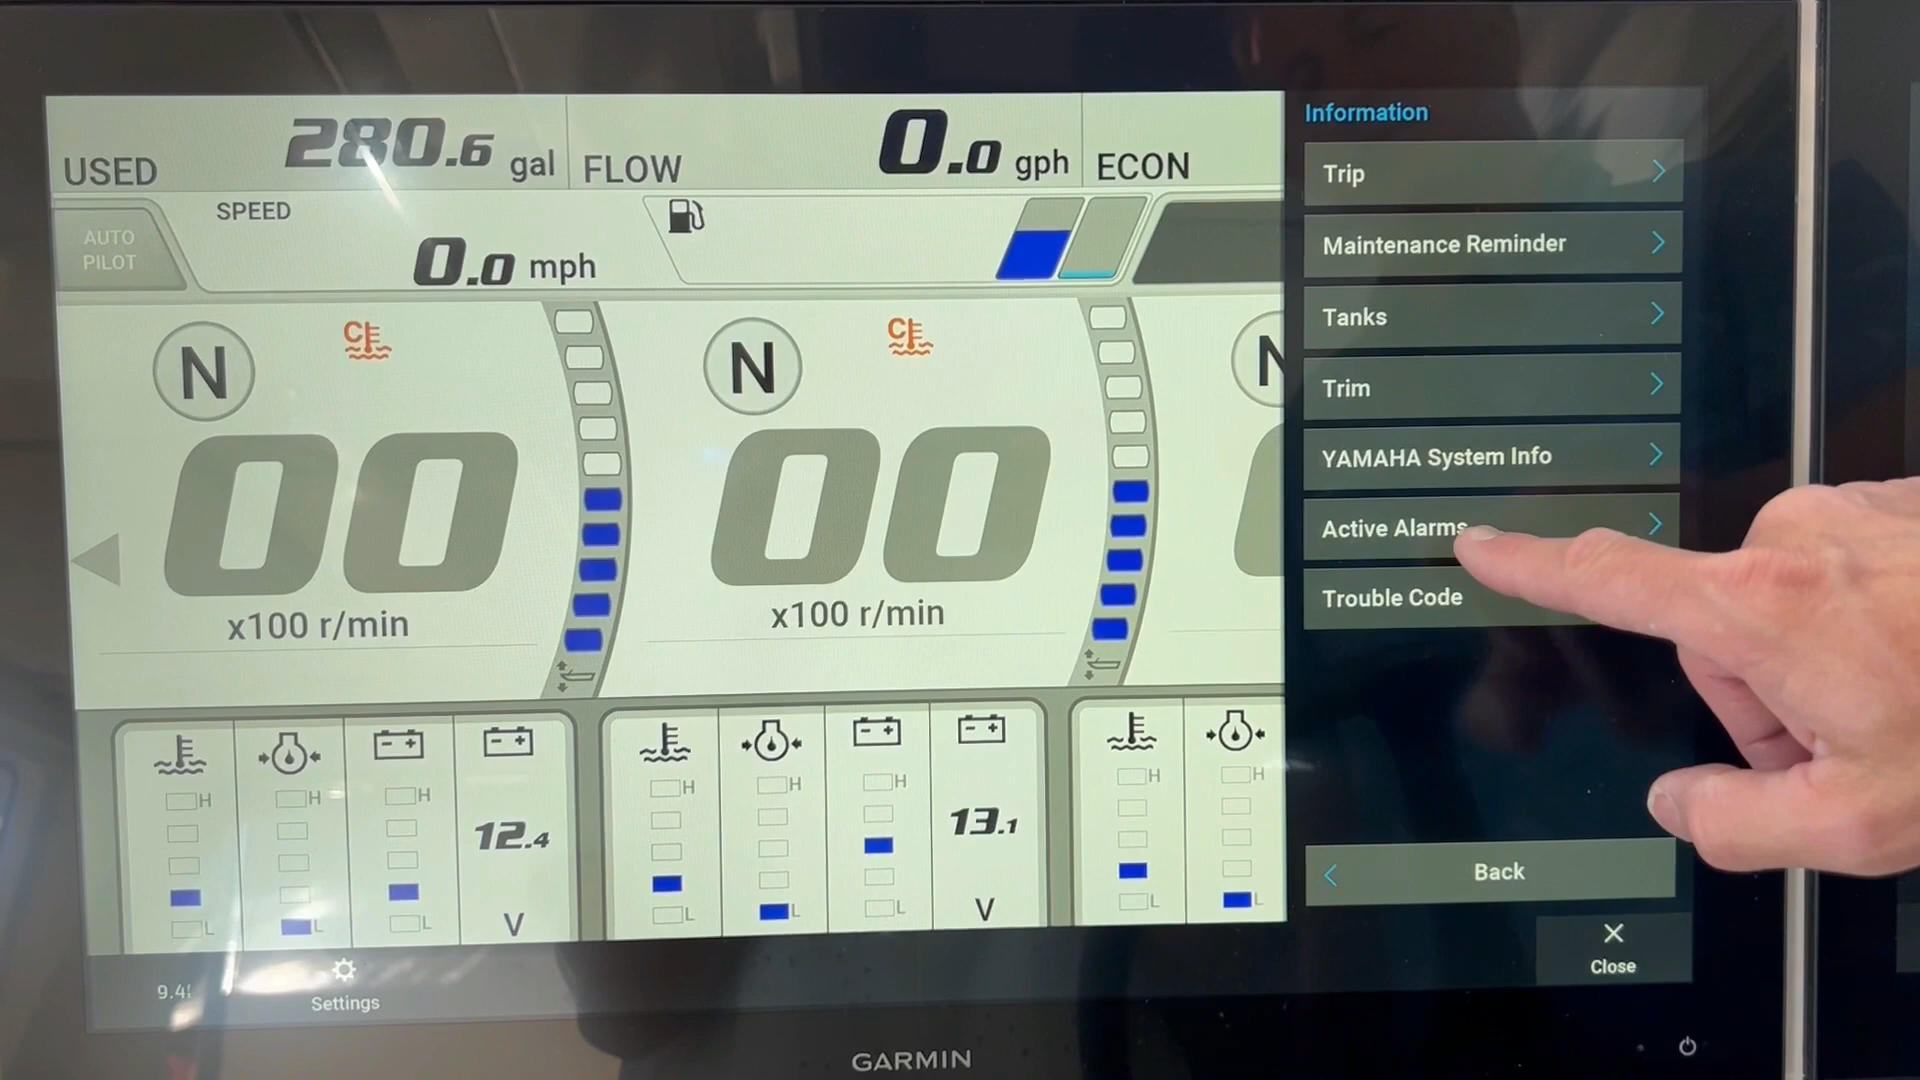 USED 280.6 gal FLOW 0.0 gph ECON
AUTO
PILOT
SPEED
0.0 mph
N C N C N
00 00
x100 r/min x100 r/min
H H H 12.4 V
L L L
H H H 13.1 V
L L L
H H
L L
Settings
Information
Trip
Maintenance Reminder
Tanks
Trim
YAMAHA System Info
Active Alarms
Trouble Code
Back
Close
GARMIN